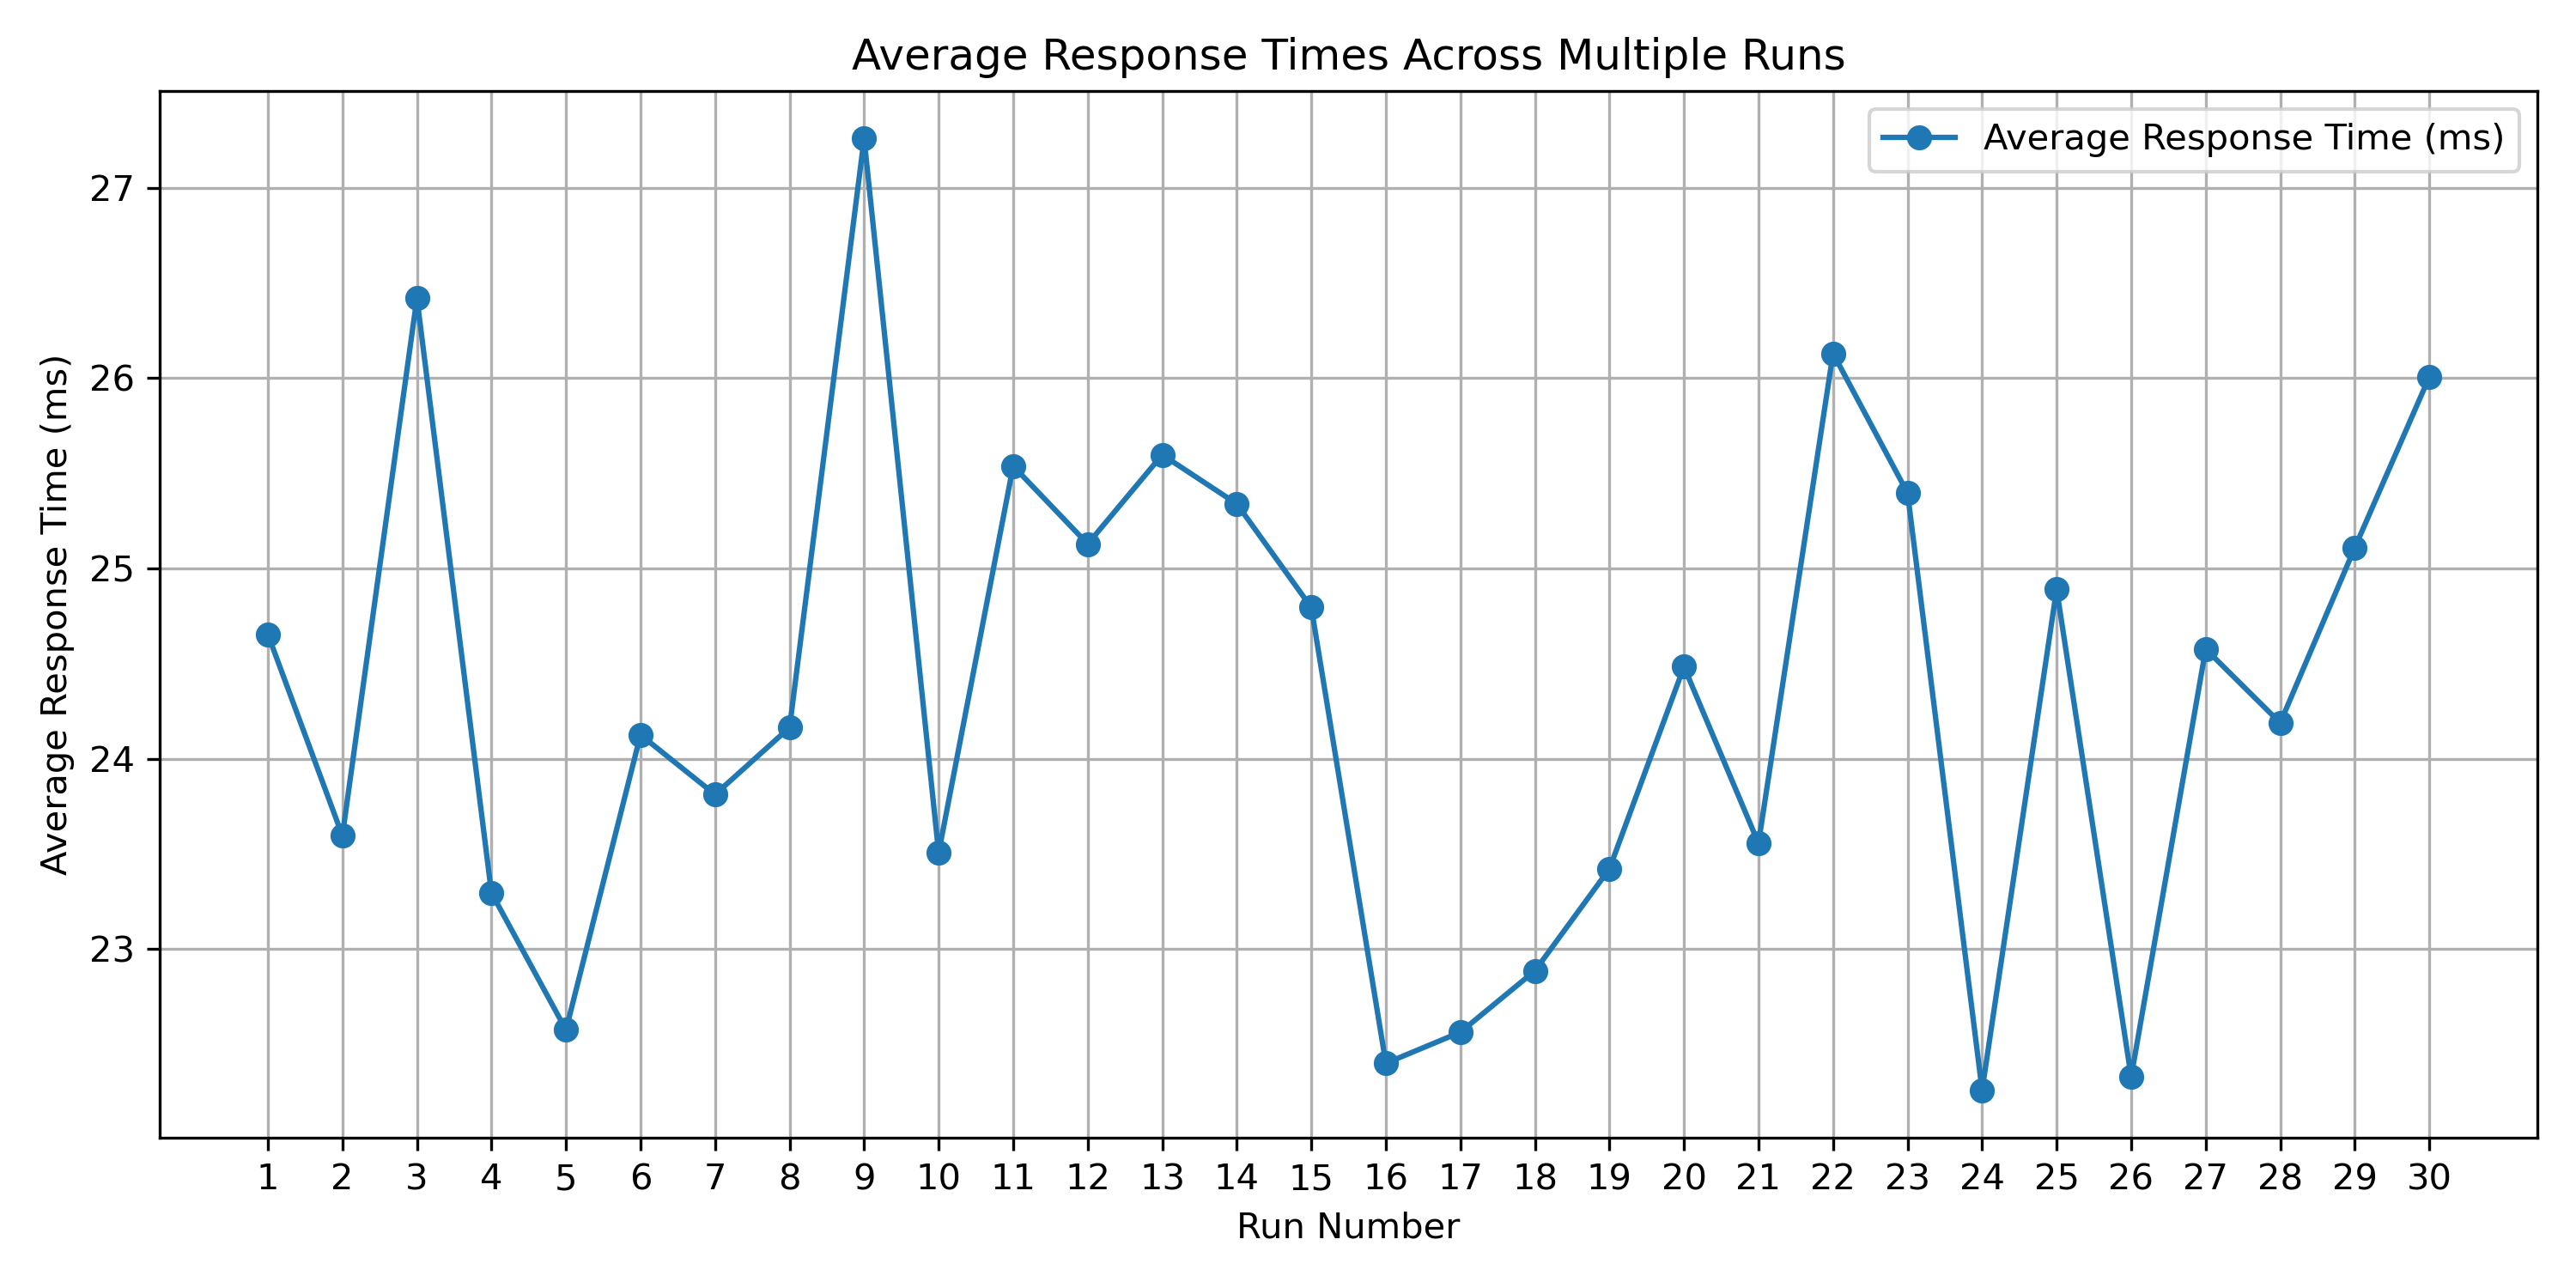 Average Response Times Across Multiple Runs
Average Response Time (ms)
27
26
25
24
23
Average Response Time (ms)
1 2 3 4 5 6 7 8 9 10 11 12 13 14 15 16 17 18 19 20 21 22 23 24 25 26 27 28 29 30
Run Number